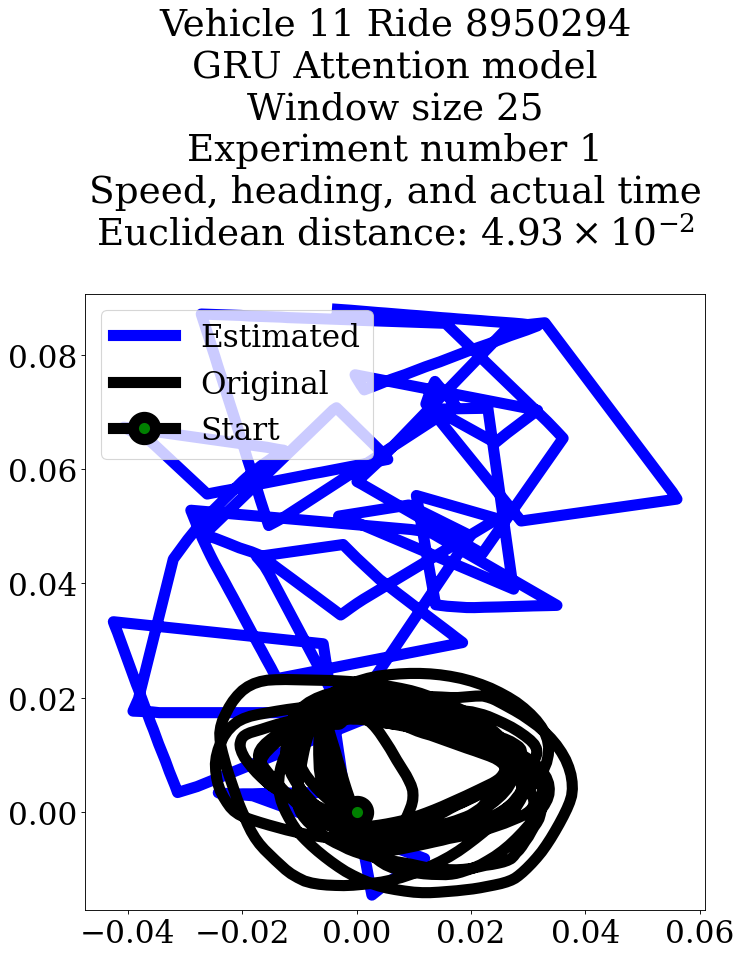 Vehicle 11 Ride 8950294
GRU Attention model
Window size 25
Experiment number 1
Speed, heading, and actual time
Euclidean distance: 4.93 × 10⁻²
Estimated
Original
Start
0.08
0.06
0.04
0.02
0.00
−0.04 −0.02 0.00 0.02 0.04 0.06